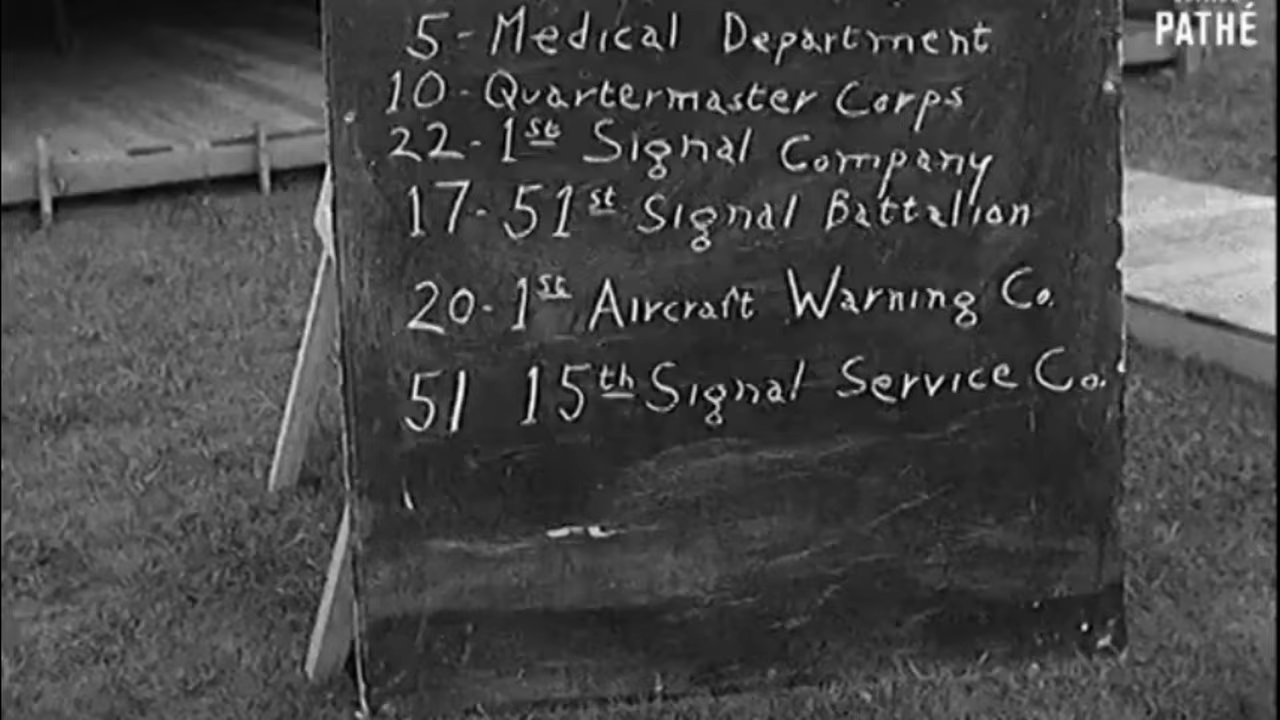 PATHÉ
5-Medical Department
10-Quartermaster Corps
22-1st Signal Company
17-51st Signal Battalion
20-1st Aircraft Warning Co.
51 15th Signal Service Co.